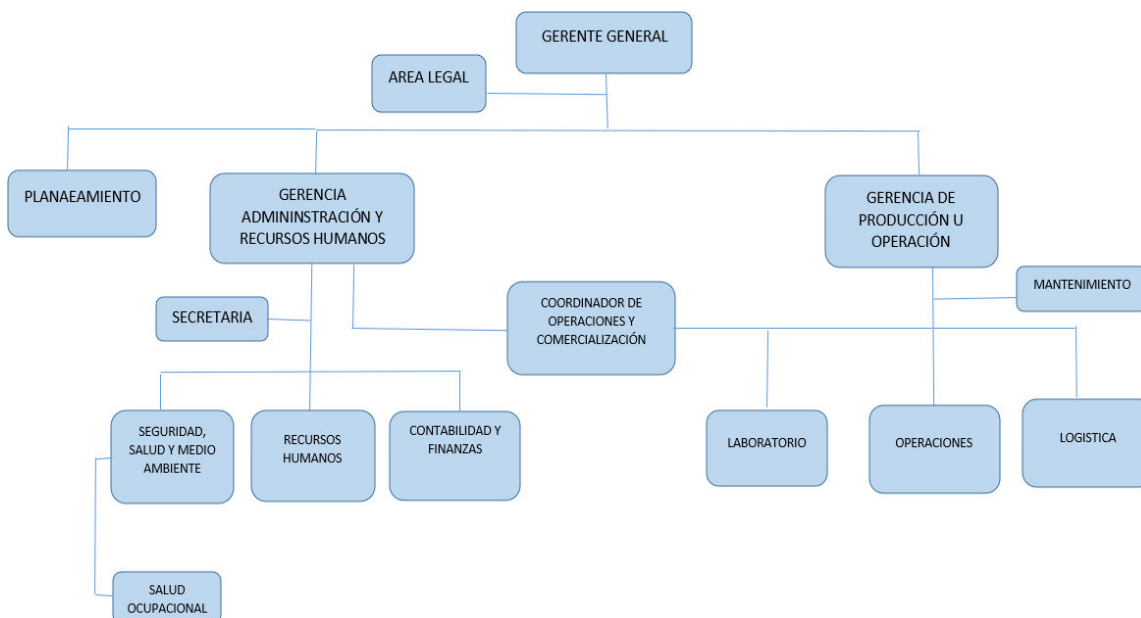 GERENTE GENERAL
AREA LEGAL
PLANAEAMIENTO
GERENCIA
ADMININSTRACIÓN Y
RECURSOS HUMANOS
GERENCIA DE
PRODUCCIÓN U
OPERACIÓN
MANTENIMIENTO
SECRETARIA
COORDINADOR DE
OPERACIONES Y
COMERCIALIZACIÓN
SEGURIDAD,
SALUD Y MEDIO
AMBIENTE
RECURSOS
HUMANOS
CONTABILIDAD Y
FINANZAS
LABORATORIO
OPERACIONES
LOGISTICA
SALUD
OCUPACIONAL